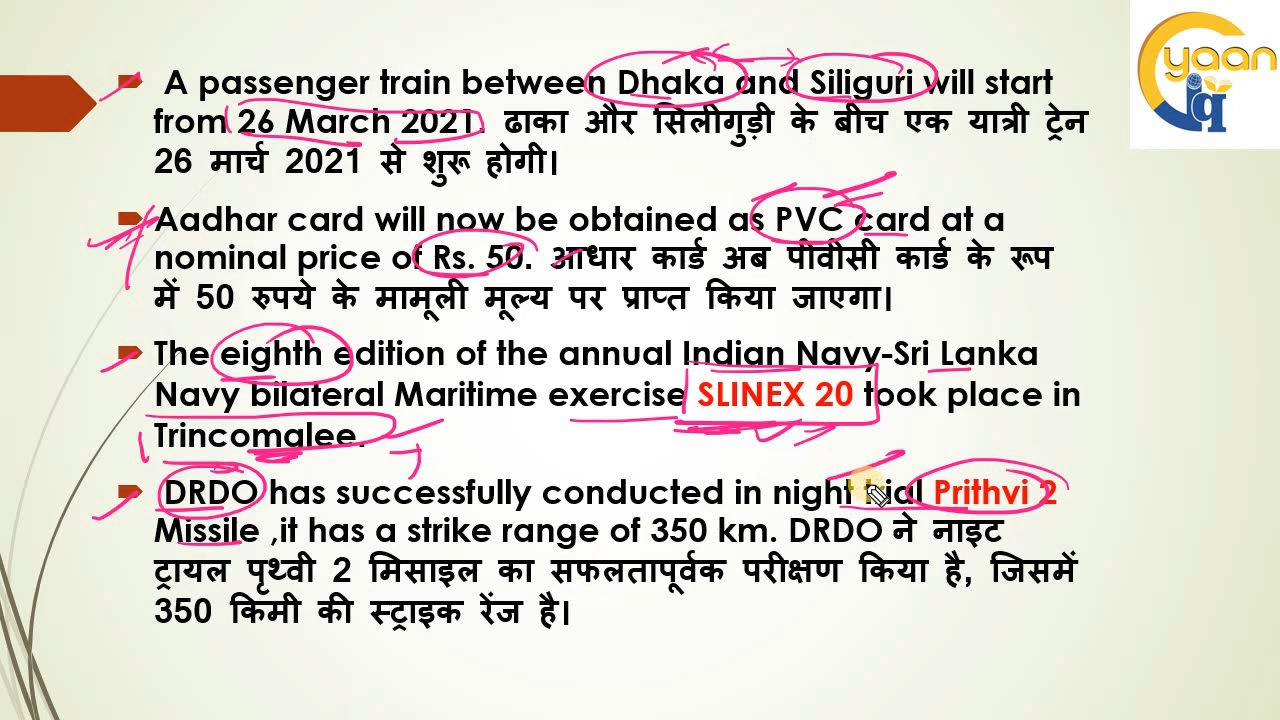 A passenger train between Dhaka and Siliguri will start
from 26 March 2021. ढाका और सिलीगुड़ी के बीच एक यात्री ट्रेन
26 मार्च 2021 से शुरू होगी।
Aadhar card will now be obtained as PVC card at a
nominal price of Rs. 50. आधार कार्ड अब पीवीसी कार्ड के रूप
में 50 रुपये के मामूली मूल्य पर प्राप्त किया जाएगा।
The eighth edition of the annual Indian Navy-Sri Lanka
Navy bilateral Maritime exercise SLINEX 20 took place in
Trincomalee.
DRDO has successfully conducted in night trial Prithvi 2
Missile ,it has a strike range of 350 km. DRDO ने नाइट
ट्रायल पृथ्वी 2 मिसाइल का सफलतापूर्वक परीक्षण किया है, जिसमें
350 किमी की स्ट्राइक रेंज है।
Gyaan
iq